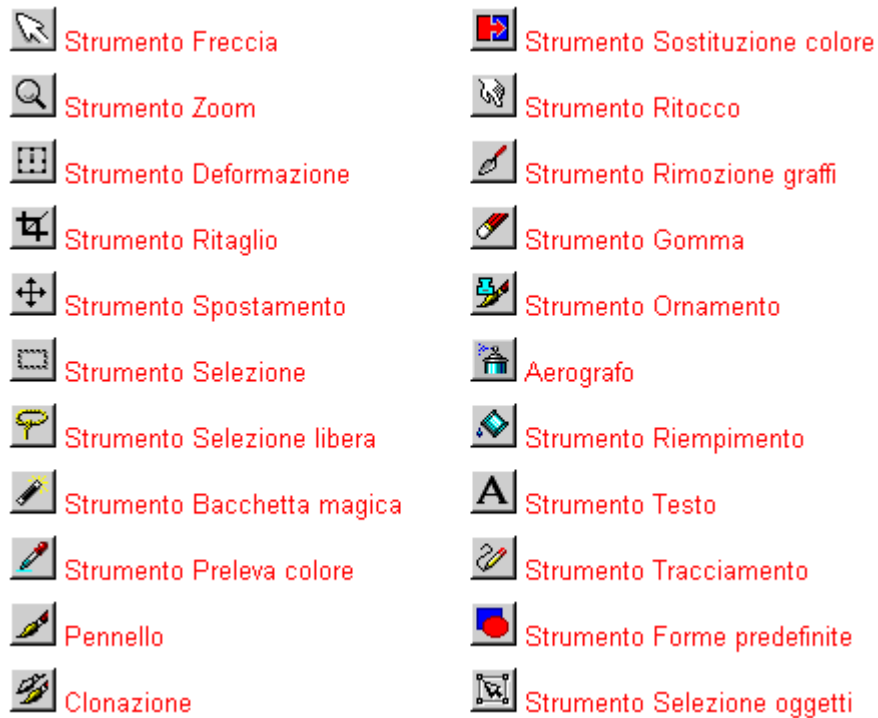 Strumento Freccia
Strumento Zoom
Strumento Deformazione
Strumento Ritaglio
Strumento Spostamento
Strumento Selezione
Strumento Selezione libera
Strumento Bacchetta magica
Strumento Preleva colore
Pennello
Clonazione
Strumento Sostituzione colore
Strumento Ritocco
Strumento Rimozione graffi
Strumento Gomma
Strumento Ornamento
Aerografo
Strumento Riempimento
A Strumento Testo
Strumento Tracciamento
Strumento Forme predefinite
Strumento Selezione oggetti